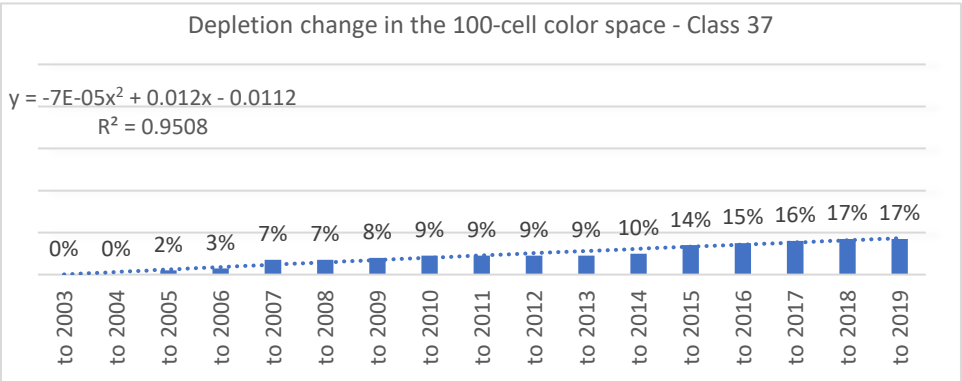 Depletion change in the 100-cell color space - Class 37
y = -7E-05x² + 0.012x - 0.0112
R² = 0.9508
0% 0% 2% 3% 7% 7% 8% 9% 9% 9% 9% 10% 14% 15% 16% 17% 17%
to 2003
to 2004
to 2005
to 2006
to 2007
to 2008
to 2009
to 2010
to 2011
to 2012
to 2013
to 2014
to 2015
to 2016
to 2017
to 2018
to 2019